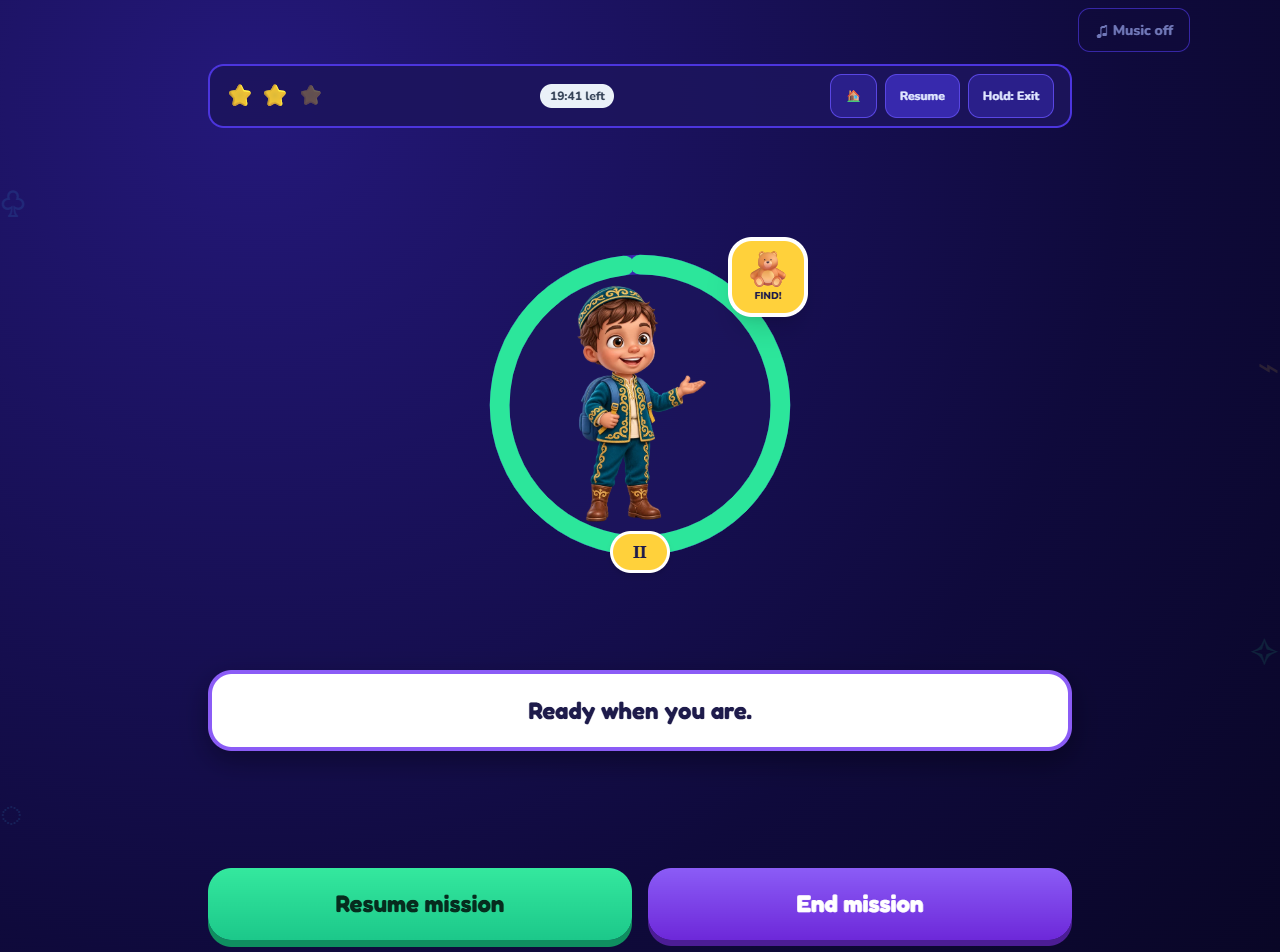 ♫ Music off
19:41 left
Resume
Hold: Exit
FIND!
II
Ready when you are.
Resume mission
End mission